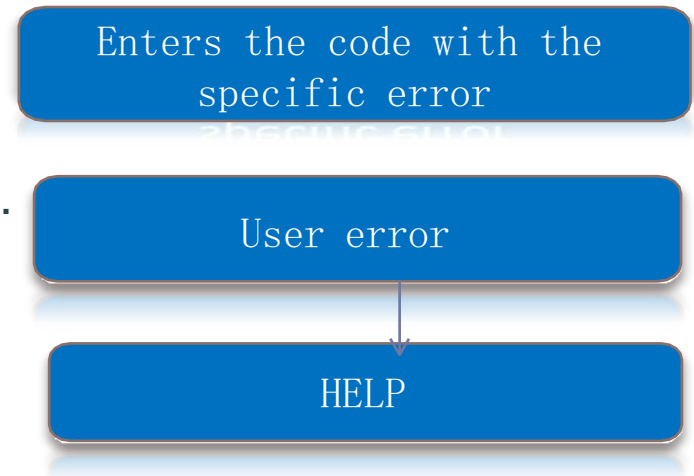 Enters the code with the
specific error
.
User error
HELP